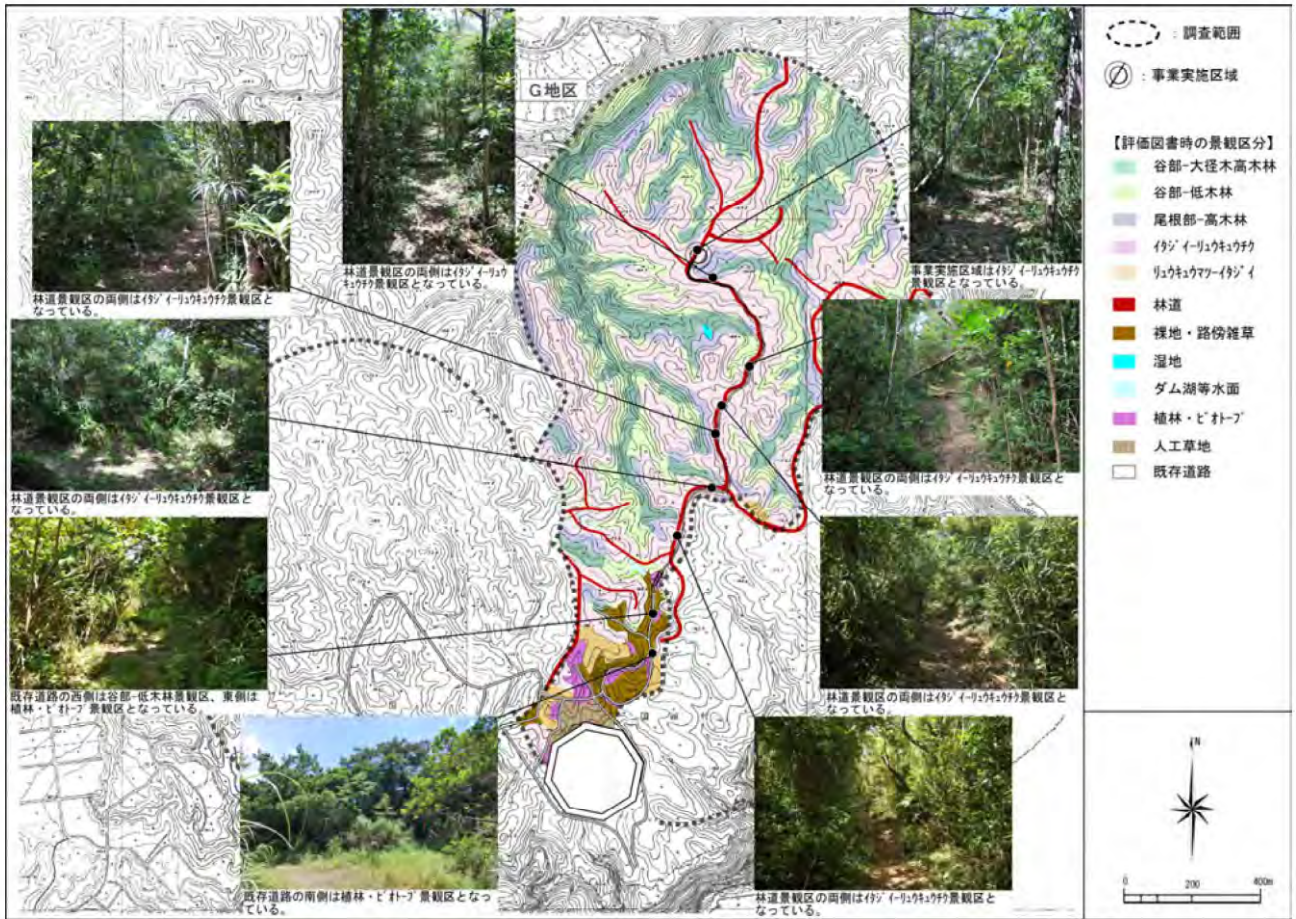 G地区
林道景観区の両側はイタジイーリュウキュウチク景観区と
なっている。
林道景観区の両側はイタジイーリュウ
キュウチク景観区となっている。
事業実施区域はイタジイーリュウキュウチク
景観区となっている。
林道景観区の両側はイタジイーリュウキュウチク景観区と
なっている。
林道景観区の両側はイタジイーリュウキュウチク景観区と
なっている。
既存道路の西側は谷部-低木林景観区、東側は
植林・ビオトープ景観区となっている。
林道景観区の両側はイタジイーリュウキュウチク景観区と
なっている。
既存道路の南側は植林・ビオトープ景観区となっ
ている。
林道景観区の両側はイタジイーリュウキュウチク景観区と
なっている。
：調査範囲
：事業実施区域
【評価図書時の景観区分】
谷部-大径木高木林
谷部-低木林
尾根部-高木林
イタジイーリュウキュウチク
リュウキュウマツーイタジイ
林道
裸地・路傍雑草
湿地
ダム湖等水面
植林・ビオトープ
人工草地
既存道路
N
0 200 400m